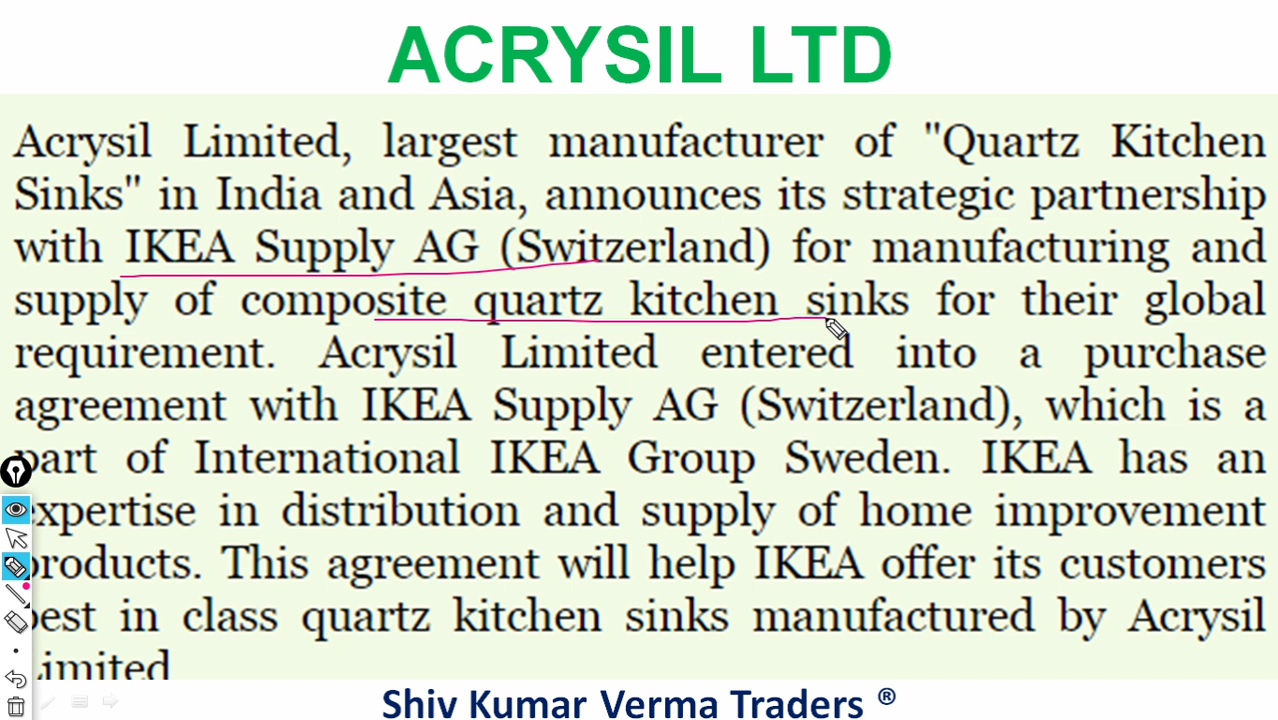 ACRYSIL LTD
Acrysil Limited, largest manufacturer of "Quartz Kitchen
Sinks" in India and Asia, announces its strategic partnership
with IKEA Supply AG (Switzerland) for manufacturing and
supply of composite quartz kitchen sinks for their global
requirement. Acrysil Limited entered into a purchase
agreement with IKEA Supply AG (Switzerland), which is a
part of International IKEA Group Sweden. IKEA has an
expertise in distribution and supply of home improvement
products. This agreement will help IKEA offer its customers
best in class quartz kitchen sinks manufactured by Acrysil
Limited
Shiv Kumar Verma Traders ®